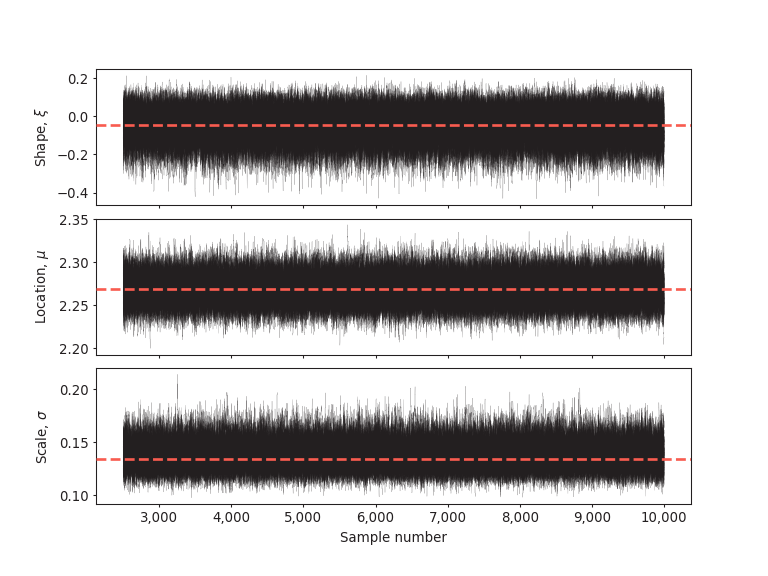 0.2
0.0
−0.2
−0.4
Shape, ξ
2.35
2.30
2.25
2.20
Location, μ
0.20
0.15
0.10
Scale, σ
3,000 4,000 5,000 6,000 7,000 8,000 9,000 10,000
Sample number